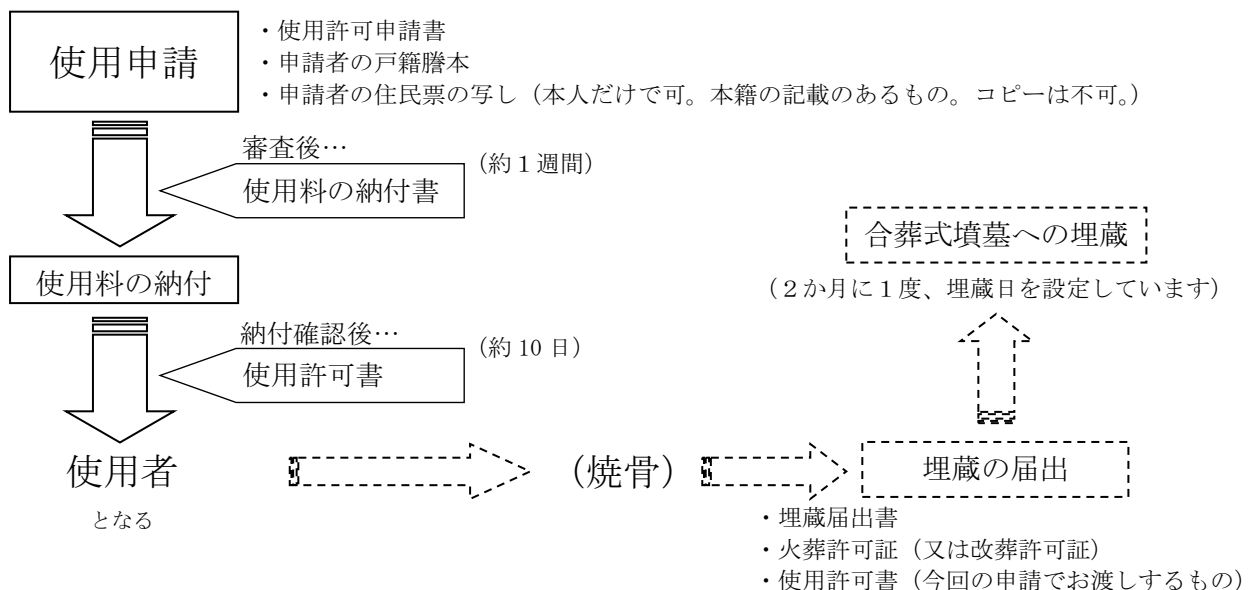 使用申請
・使用許可申請書
・申請者の戸籍謄本
・申請者の住民票の写し（本人だけで可。本籍の記載のあるもの。コピーは不可。）
審査後…
（約１週間）
使用料の納付書
使用料の納付
納付確認後…
（約 10 日）
使用許可書
使用者
となる
（焼骨）
埋蔵の届出
・埋蔵届出書
・火葬許可証（又は改葬許可証）
・使用許可書（今回の申請でお渡しするもの）
合葬式墳墓への埋蔵
（２か月に１度、埋蔵日を設定しています）